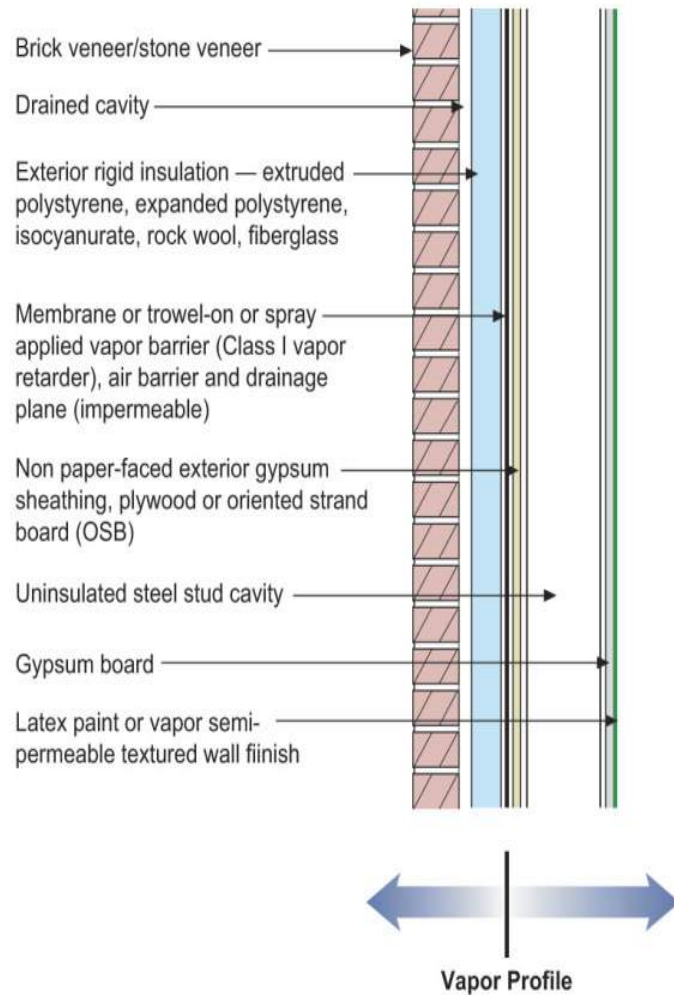 Brick veneer/stone veneer
Drained cavity
Exterior rigid insulation — extruded
polystyrene, expanded polystyrene,
isocyanurate, rock wool, fiberglass
Membrane or trowel-on or spray
applied vapor barrier (Class I vapor
retarder), air barrier and drainage
plane (impermeable)
Non paper-faced exterior gypsum
sheathing, plywood or oriented strand
board (OSB)
Uninsulated steel stud cavity
Gypsum board
Latex paint or vapor semi-
permeable textured wall fiinish
Vapor Profile